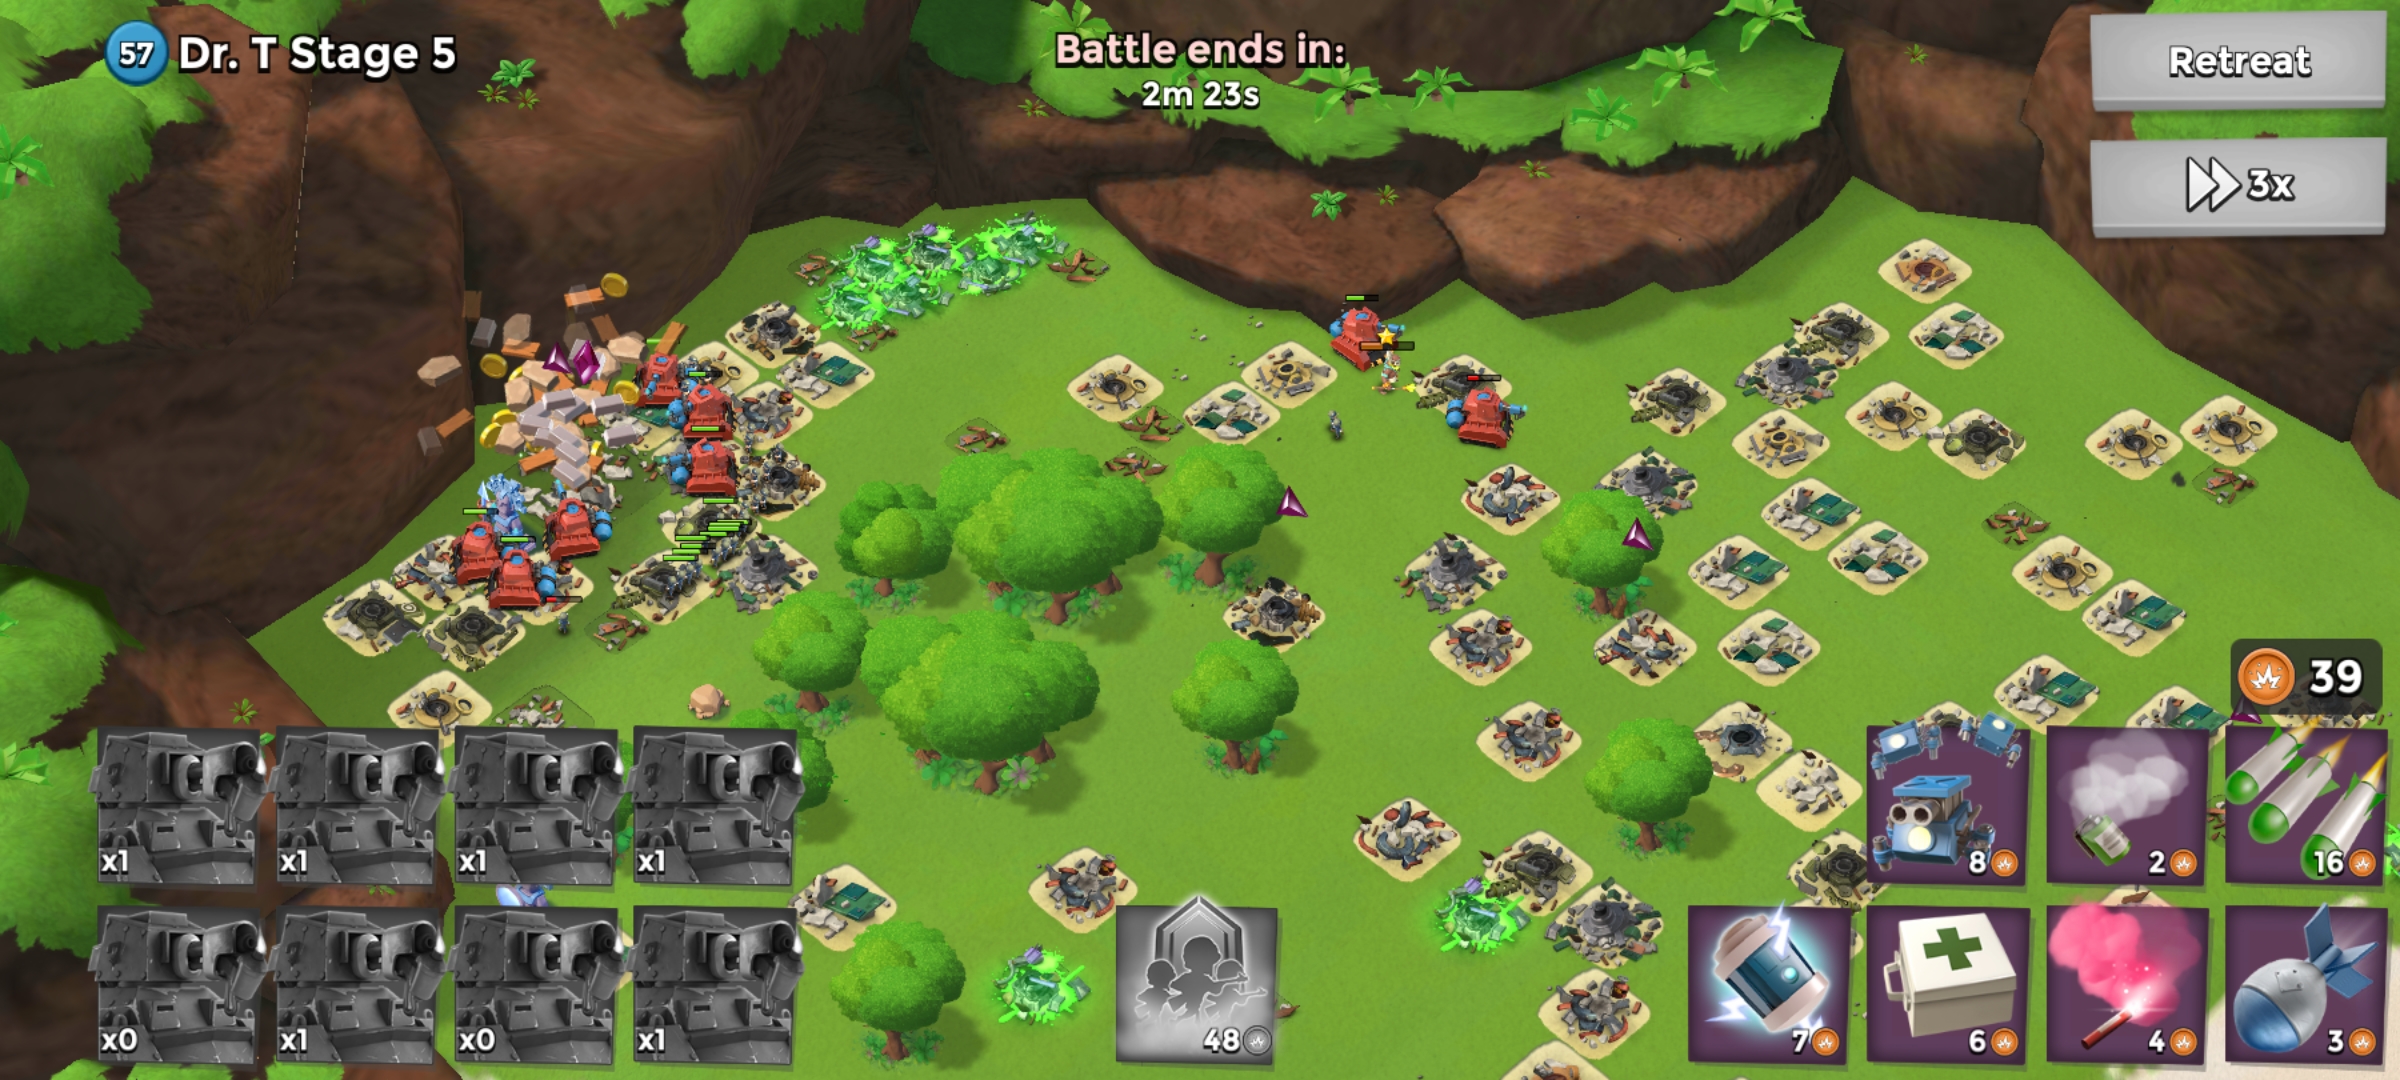 57 Dr. T Stage 5
Battle ends in:
2m 23s
Retreat
3x
39
x1
x1
x1
x1
8
2
16
x0
x1
x0
x1
48
7
6
4
3